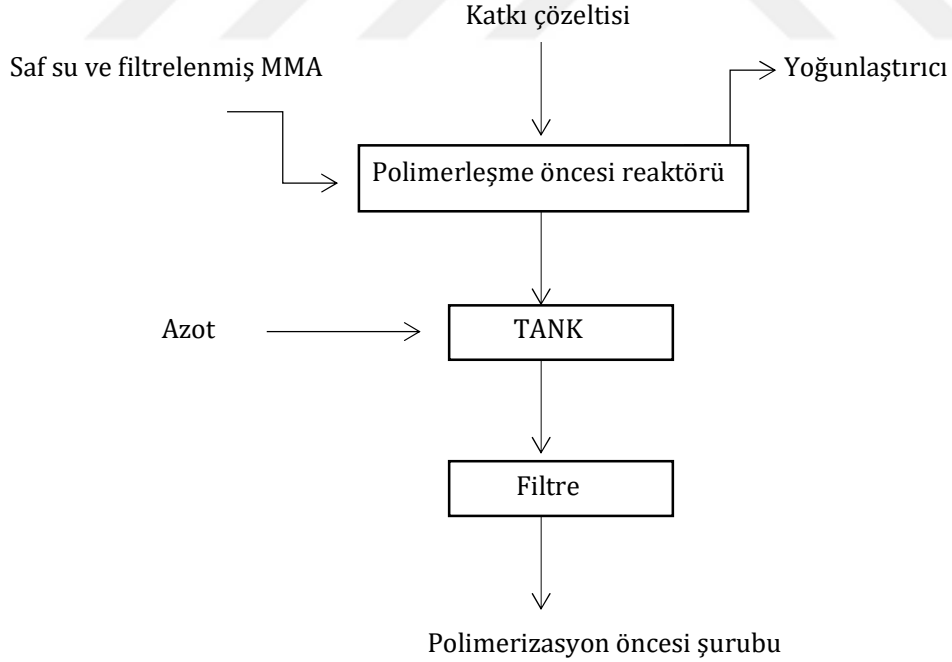 Katkı çözeltisi
Saf su ve filtrelenmiş MMA
Yoğunlaştırıcı
Polimerleşme öncesi reaktörü
Azot
TANK
Filtre
Polimerizasyon öncesi şurubu